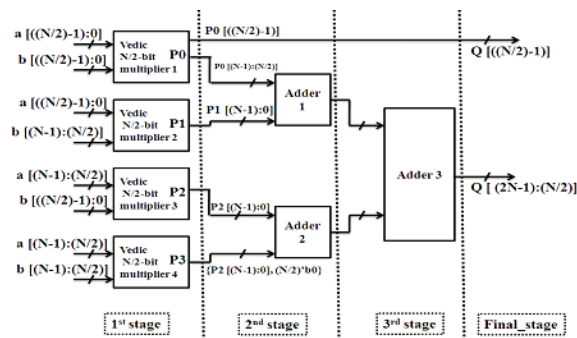 a [((N/2)-1):0]
b [((N/2)-1):0]
Vedic
N/2-bit
multiplier 1
P0
P0 [((N/2)-1)]
Q [((N/2)-1)]
P0 [(N-1):(N/2)]
a [((N/2)-1):0]
b [(N-1):(N/2)]
Vedic
N/2-bit
multiplier 2
P1
P1 [(N-1):0]
Adder
1
Adder 3
Q [ (2N-1):(N/2)]
a [(N-1):(N/2)]
b [((N/2)-1):0]
Vedic
N/2-bit
multiplier 3
P2
P2 [(N-1):0]
Adder
2
a [(N-1):(N/2)]
b [(N-1):(N/2)]
Vedic
N/2-bit
multiplier 4
P3
{P2 [(N-1):0],(N/2)'b0}
1st stage
2nd stage
3rd stage
Final_stage